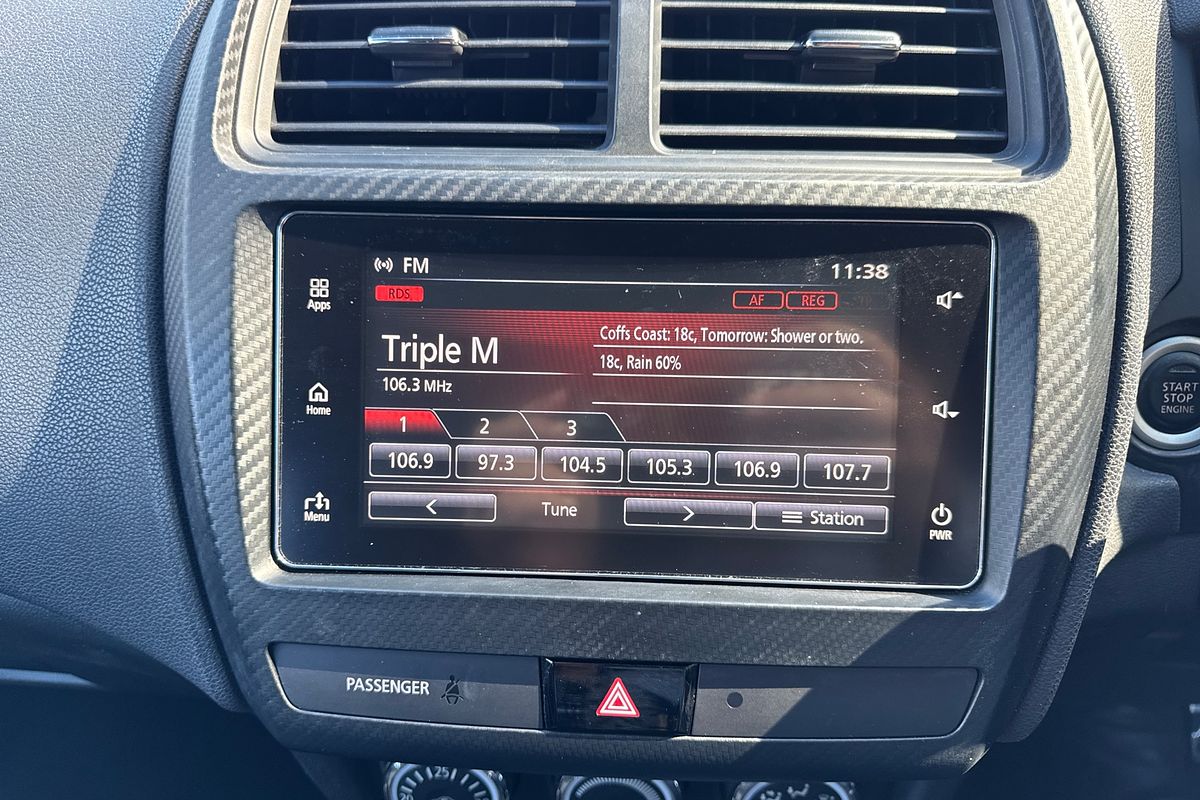 FM
11:38
Apps
RDS
AF REG TP
Triple M
Coffs Coast: 18c, Tomorrow: Shower or two.
18c, Rain 60%
106.3 MHz
Home
1 2 3
106.9 97.3 104.5 105.3 106.9 107.7
Menu
< Tune > Station
PWR
START
STOP
ENGINE
PASSENGER
25